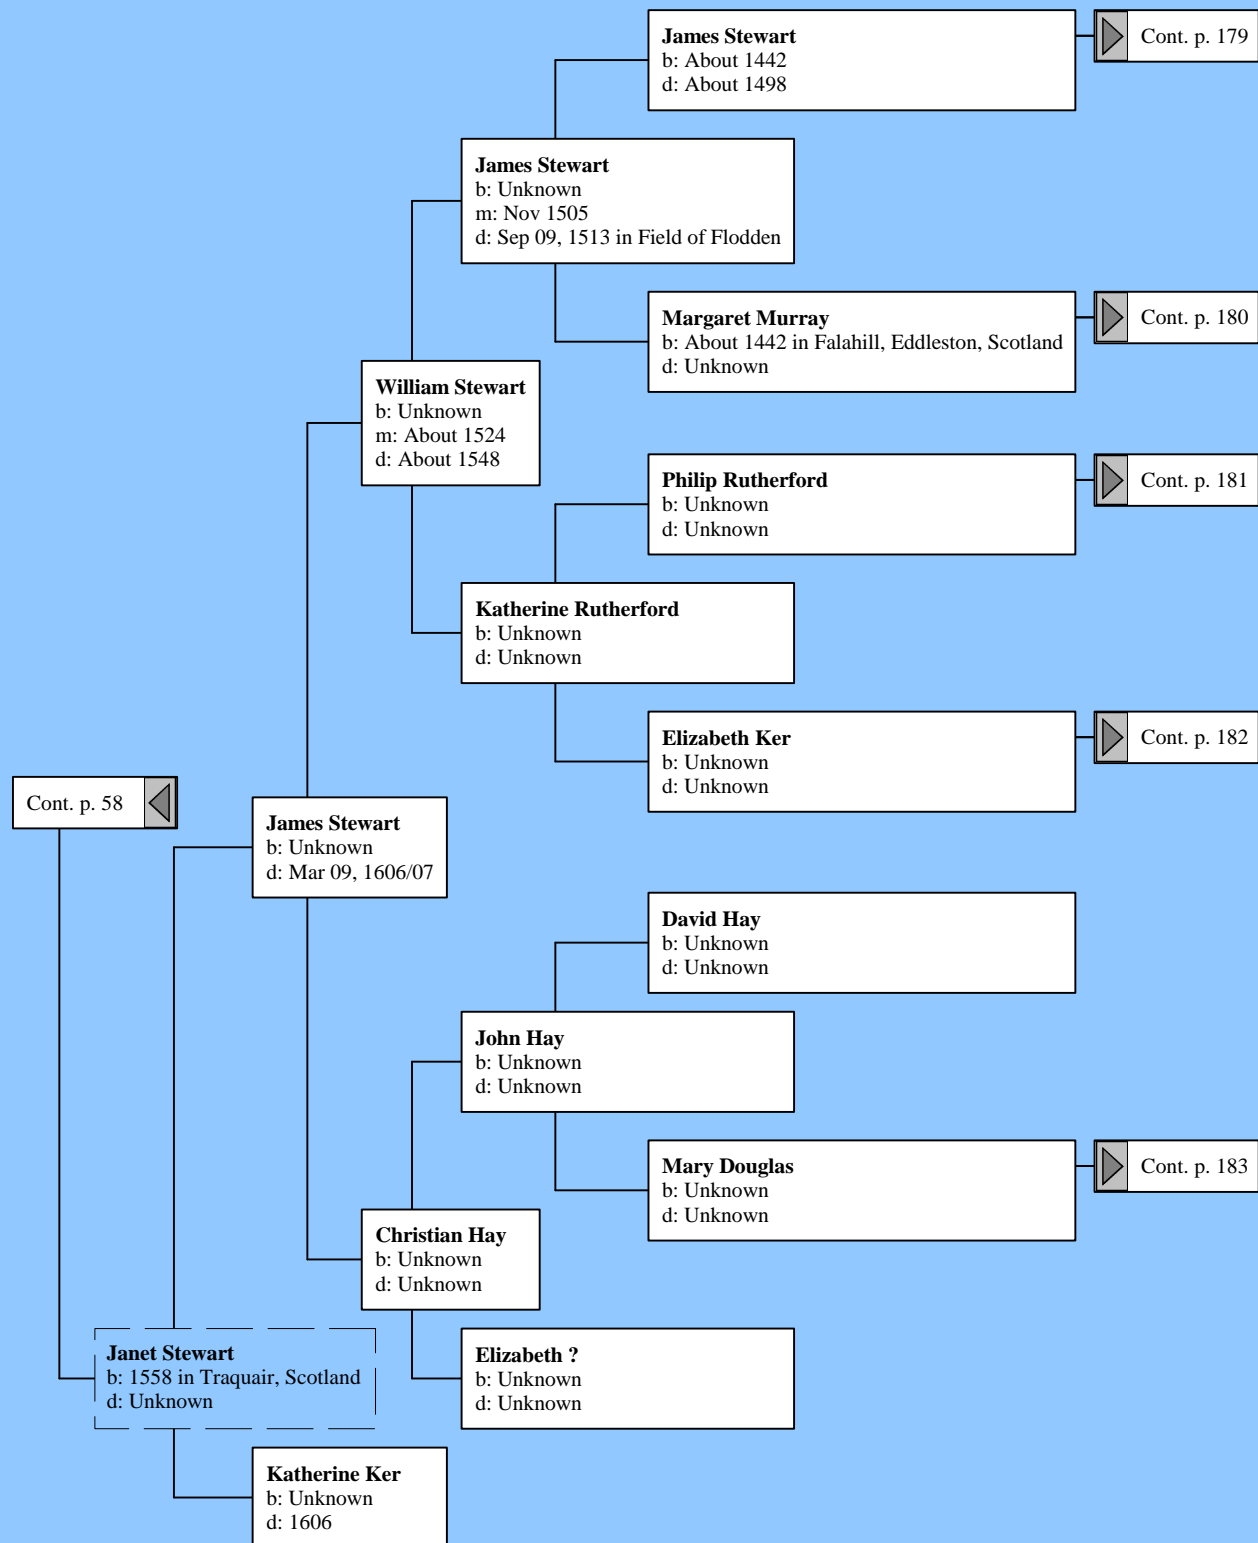 James Stewart
b: About 1442
d: About 1498
Cont. p. 179
James Stewart
b: Unknown
m: Nov 1505
d: Sep 09, 1513 in Field of Flodden
Margaret Murray
b: About 1442 in Falahill, Eddleston, Scotland
d: Unknown
Cont. p. 180
William Stewart
b: Unknown
m: About 1524
d: About 1548
Philip Rutherford
b: Unknown
d: Unknown
Cont. p. 181
Katherine Rutherford
b: Unknown
d: Unknown
Elizabeth Ker
b: Unknown
d: Unknown
Cont. p. 182
Cont. p. 58
James Stewart
b: Unknown
d: Mar 09, 1606/07
David Hay
b: Unknown
d: Unknown
John Hay
b: Unknown
d: Unknown
Mary Douglas
b: Unknown
d: Unknown
Cont. p. 183
Christian Hay
b: Unknown
d: Unknown
Janet Stewart
b: 1558 in Traquair, Scotland
d: Unknown
Elizabeth ?
b: Unknown
d: Unknown
Katherine Ker
b: Unknown
d: 1606